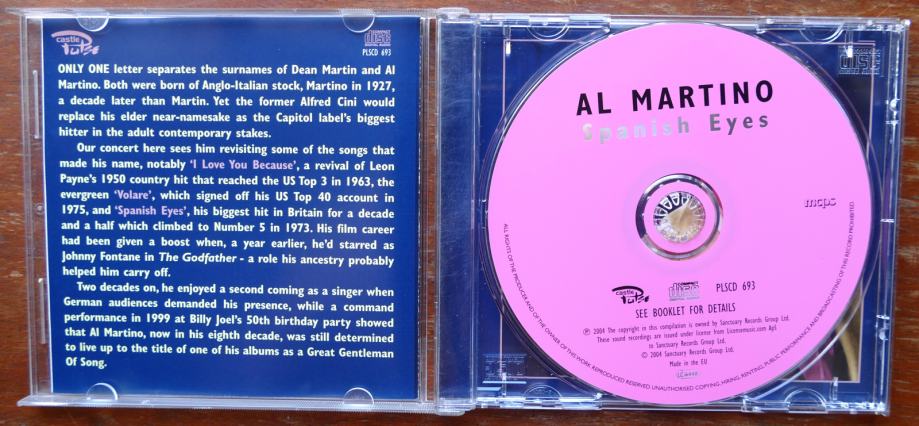 castle
Pulse
COMPACT
disc
DIGITAL AUDIO
PLSCD 693
ONLY ONE letter separates the surnames of Dean Martin and Al
Martino. Both were born of Anglo-Italian stock, Martino in 1927,
a decade later than Martin. Yet the former Alfred Cini would
replace his elder near-namesake as the Capitol label's biggest
hitter in the adult contemporary stakes.
Our concert here sees him revisiting some of the songs that
made his name, notably 'I Love You Because', a revival of Leon
Payne's 1950 country hit that reached the US Top 3 in 1963, the
evergreen 'Volare', which signed off his US Top 40 account in
1975, and 'Spanish Eyes', his biggest hit in Britain for a decade
and a half which climbed to Number 5 in 1973. His film career
had been given a boost when, a year earlier, he'd starred as
Johnny Fontane in The Godfather - a role his ancestry probably
helped him carry off.
Two decades on, he enjoyed a second coming as a singer when
German audiences demanded his presence, while a command
performance in 1999 at Billy Joel's 50th birthday party showed
that Al Martino, now in his eighth decade, was still determined
to live up to the title of one of his albums as a Great Gentleman
Of Song.
AL MARTINO
Spanish Eyes
mcps
castle
Pulse
COMPACT
disc
DIGITAL AUDIO
PLSCD 693
SEE BOOKLET FOR DETAILS
℗ 2004 The copyright in this compilation is owned by Sanctuary Records Group Ltd.
These sound recordings are issued under license from Licensemusic.com ApS
to Sanctuary Records Group Ltd.
© 2004 Sanctuary Records Group Ltd.
Made in the EU
ALL RIGHTS OF THE PRODUCER AND OF THE OWNER OF THIS WORK REPRODUCED RESERVED. UNAUTHORISED COPYING, HIRING, RENTING, PUBLIC PERFORMANCE AND BROADCASTING OF THIS RECORD PROHIBITED.
disc